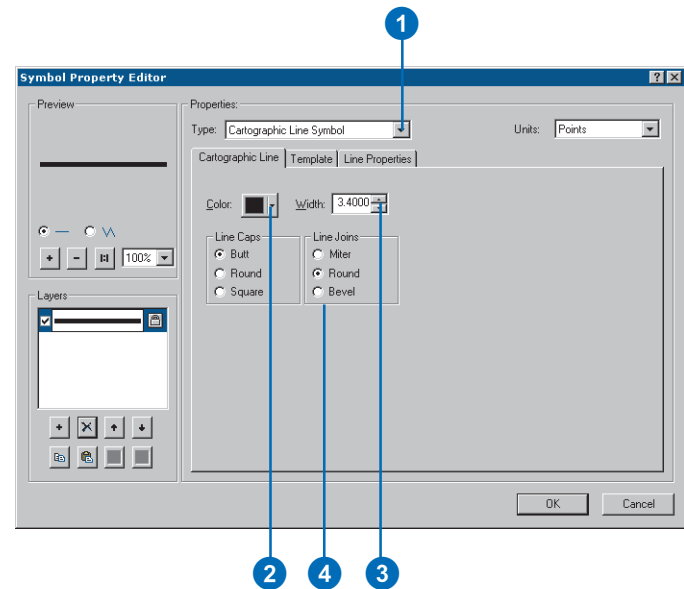 1
Symbol Property Editor
Preview
Properties:
Type: Cartographic Line Symbol
Units: Points
Cartographic Line
Template
Line Properties
Color:
Width: 3.4000
Line Caps
Butt
Round
Square
Line Joins
Miter
Round
Bevel
1:1
100%
Layers
OK
Cancel
2
4
3